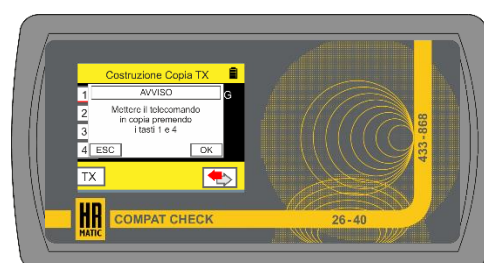 Costruzione Copia TX
AVVISO
1
G
Mettere il telecomando
2
in copia premendo
3
i tasti 1 e 4
4
ESC
OK
TX
433-868
HR
MATIC
COMPAT CHECK
26-40